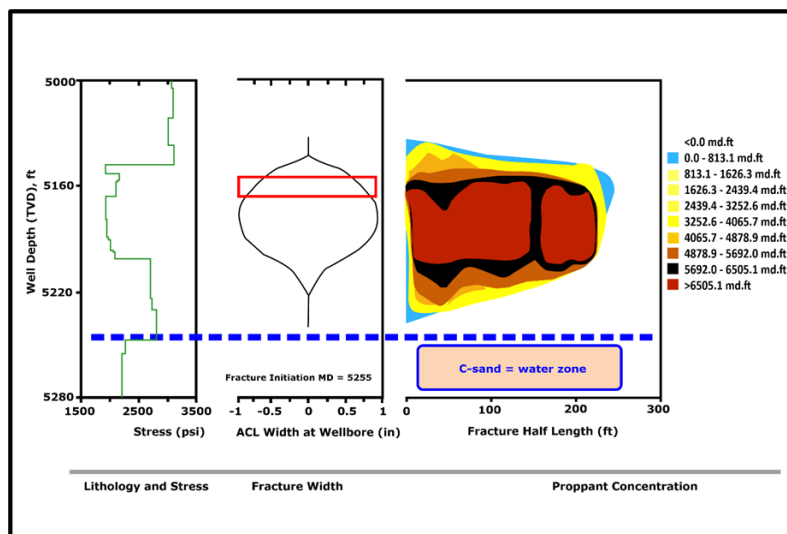 5000
5160
5220
5280
Well Depth (TVD), ft
1500
2500
3500
Stress (psi)
Fracture Initiation MD = 5255
-1
-0.5
0
0.5
1
ACL Width at Wellbore (in)
C-sand = water zone
0
100
200
300
Fracture Half Length (ft)
<0.0 md.ft
0.0 - 813.1 md.ft
813.1 - 1626.3 md.ft
1626.3 - 2439.4 md.ft
2439.4 - 3252.6 md.ft
3252.6 - 4065.7 md.ft
4065.7 - 4878.9 md.ft
4878.9 - 5692.0 md.ft
5692.0 - 6505.1 md.ft
>6505.1 md.ft
Lithology and Stress
Fracture Width
Proppant Concentration